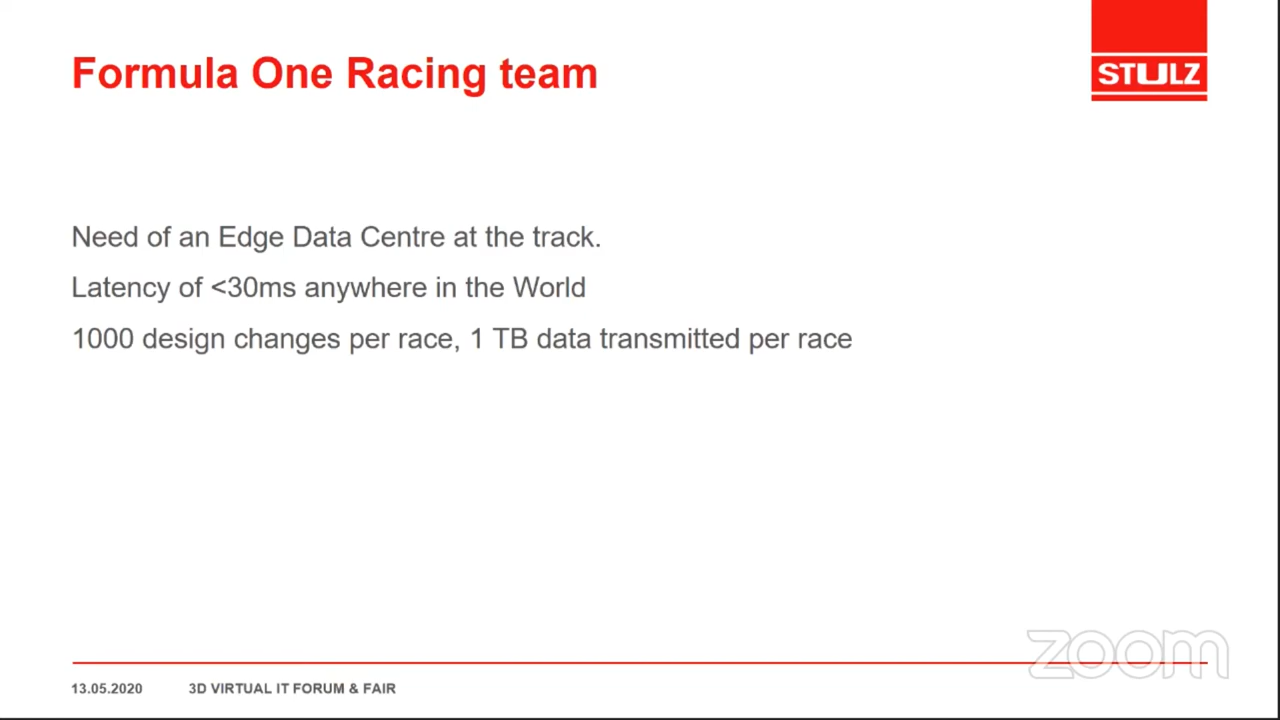 Formula One Racing team
STULZ
Need of an Edge Data Centre at the track.
Latency of <30ms anywhere in the World
1000 design changes per race, 1 TB data transmitted per race
zoom
13.05.2020 3D VIRTUAL IT FORUM & FAIR